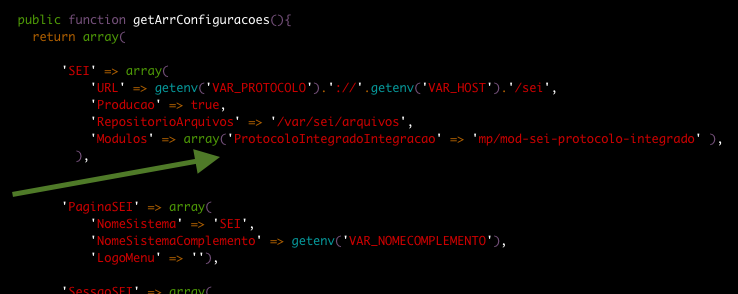 public function getArrConfiguracoes(){
return array(
'SEI' => array(
'URL' => getenv('VAR_PROTOCOLO').'://'.getenv('VAR_HOST').'/sei',
'Producao' => true,
'RepositorioArquivos' => '/var/sei/arquivos',
'Modulos' => array('ProtocoloIntegradoIntegracao' => 'mp/mod-sei-protocolo-integrado' ),
),
'PaginaSEI' => array(
'NomeSistema' => 'SEI',
'NomeSistemaComplemento' => getenv('VAR_NOMECOMPLEMENTO'),
'LogoMenu' => ''),
'SessaoSEI' => array(